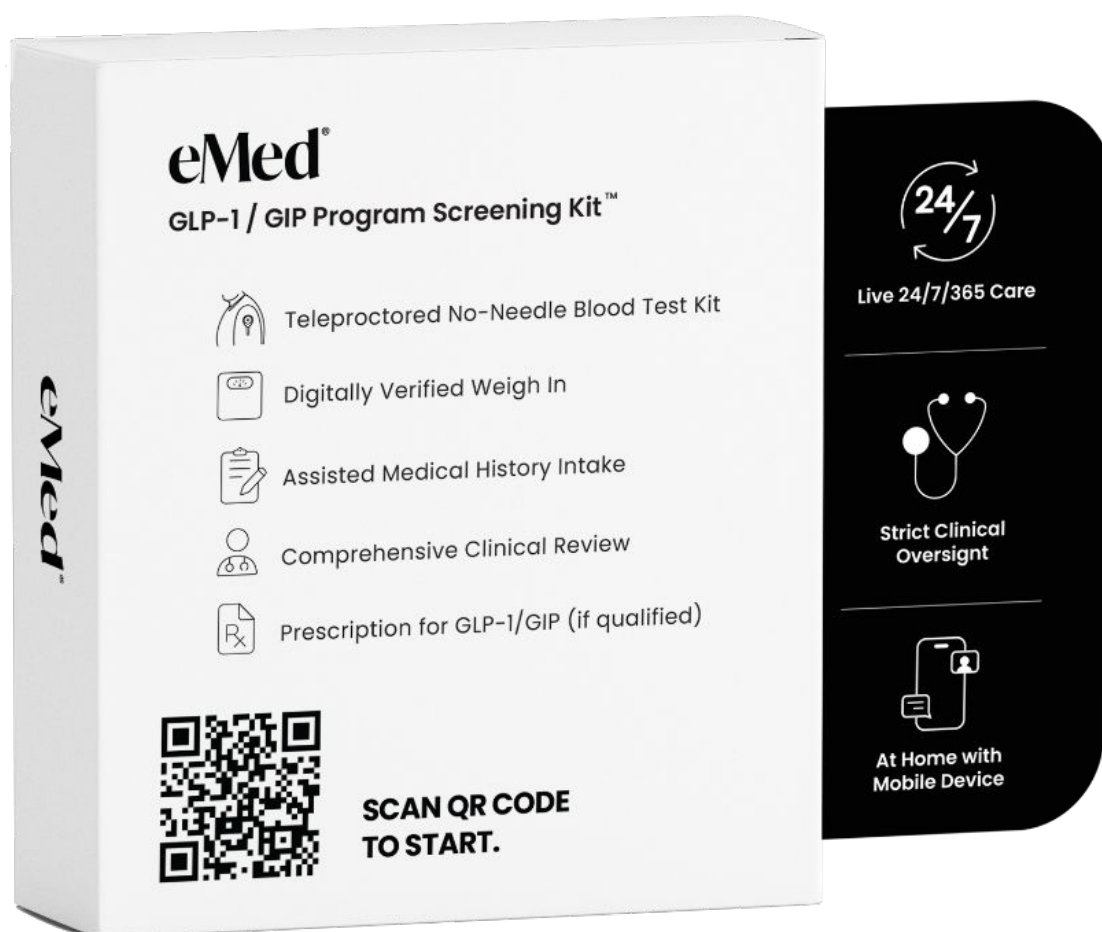 eMed®
GLP-1 / GIP Program Screening Kit™
Teleproctored No-Needle Blood Test Kit
Digitally Verified Weigh In
Assisted Medical History Intake
Comprehensive Clinical Review
Rx
Prescription for GLP-1/GIP (if qualified)
SCAN QR CODE
TO START.
eMed®
24/7
Live 24/7/365 Care
Strict Clinical
Oversignt
At Home with
Mobile Device